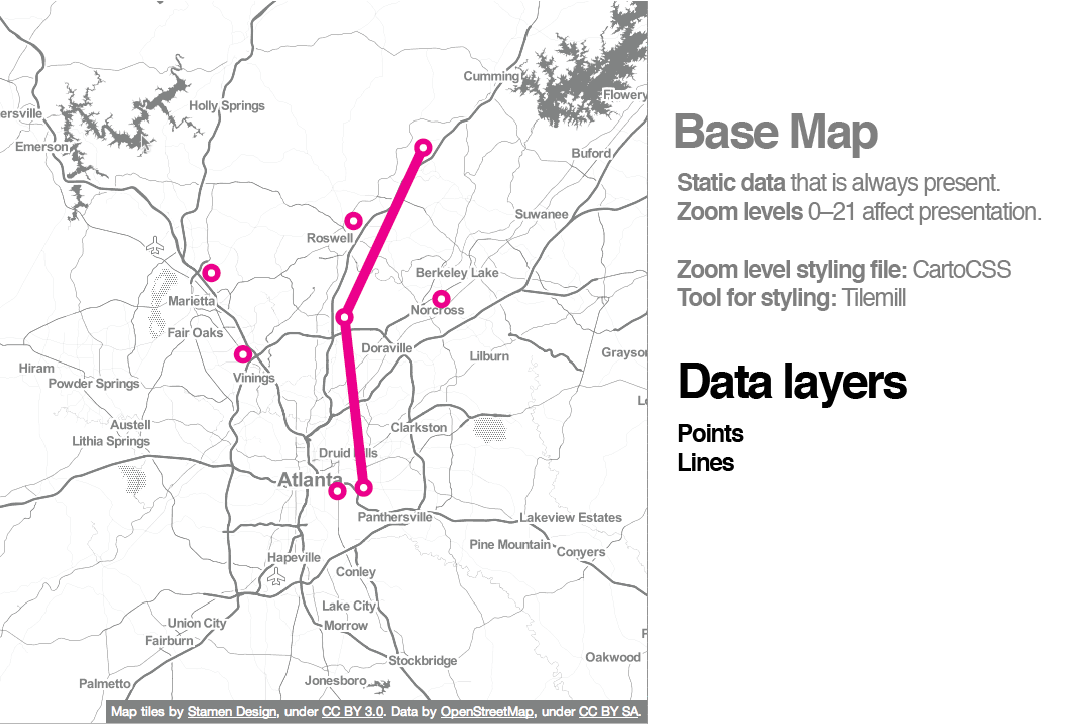 Cumming
Flowery
Holly Springs
ersville
Emerson
Buford
Suwanee
Roswell
Berkeley Lake
Marietta
Norcross
Fair Oaks
Doraville
Lilburn
Grayson
Hiram
Powder Springs
Vinings
Austell
Lithia Springs
Clarkston
Druid Hills
Atlanta
Panthersville
Lakeview Estates
Pine Mountain
Conyers
Hapeville
Conley
Lake City
Morrow
Union City
Fairburn
Stockbridge
Oakwood
Jonesboro
Palmetto
Map tiles by Stamen Design, under CC BY 3.0. Data by OpenStreetMap, under CC BY SA.
Base Map
Static data that is always present.
Zoom levels 0–21 affect presentation.
Zoom level styling file: CartoCSS
Tool for styling: Tilemill
Data layers
Points
Lines